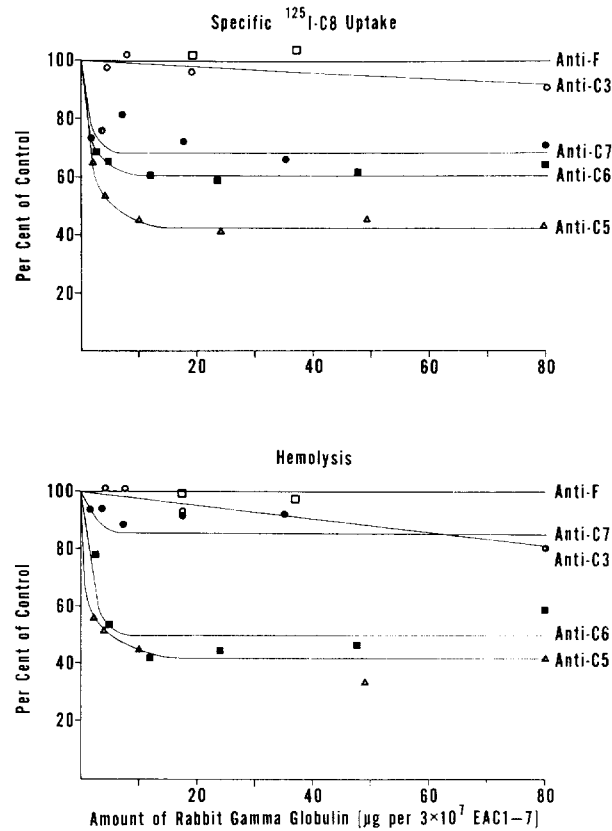 Specific ¹²⁵I-C8 Uptake
Per Cent of Control
100
80
60
40
20
Anti-F
Anti-C3
Anti-C7
Anti-C6
Anti-C5
20
40
60
80
Hemolysis
Per Cent of Control
100
80
60
40
20
Anti-F
Anti-C7
Anti-C3
Anti-C6
Anti-C5
20
40
60
80
Amount of Rabbit Gamma Globulin [μg per 3×10⁷ EAC1–7]